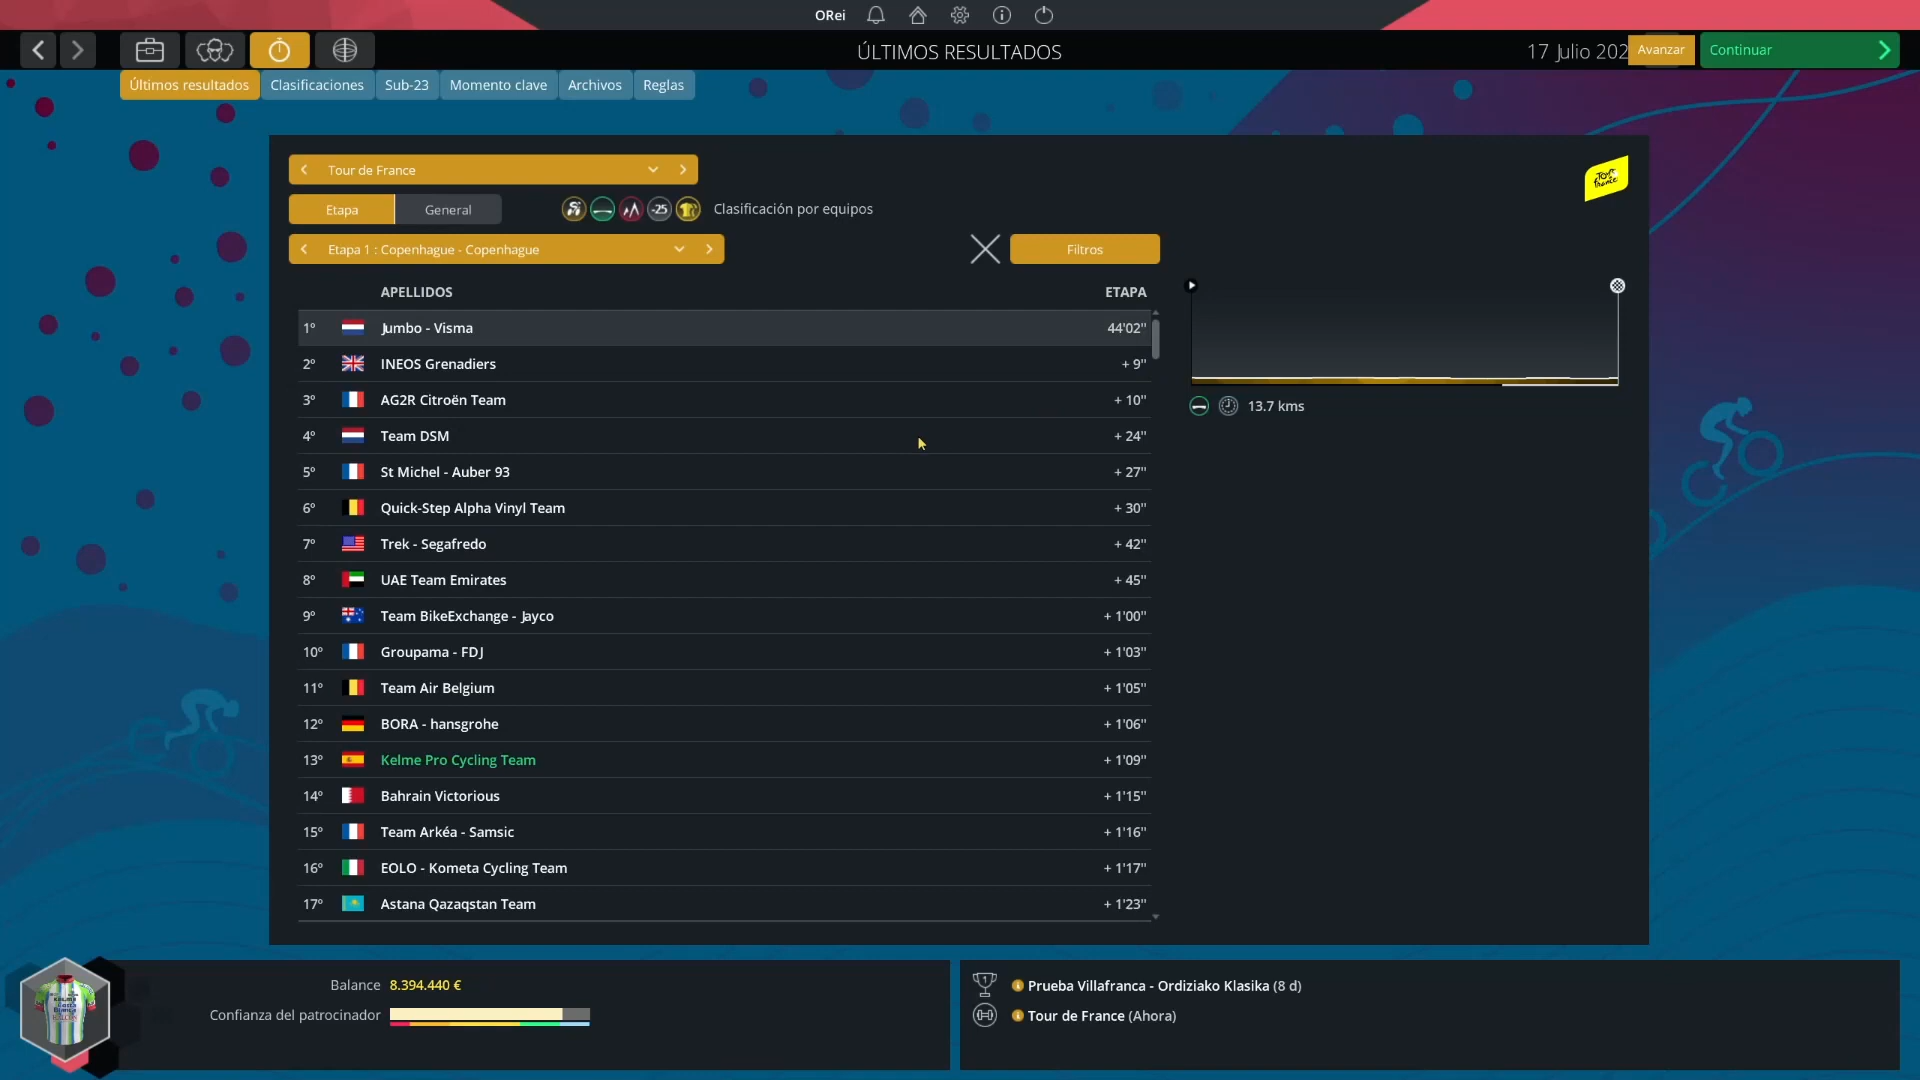 ORei
ÚLTIMOS RESULTADOS
17 Julio 202
Avanzar
Continuar
Últimos resultados
Clasificaciones
Sub-23
Momento clave
Archivos
Reglas
Tour de France
Etapa
General
-25
Clasificación por equipos
Etapa 1 : Copenhague - Copenhague
Filtros
APELLIDOS ETAPA
1º Jumbo - Visma 44'02''
2º INEOS Grenadiers + 9''
3º AG2R Citroën Team + 10''
4º Team DSM + 24''
5º St Michel - Auber 93 + 27''
6º Quick-Step Alpha Vinyl Team + 30''
7º Trek - Segafredo + 42''
8º UAE Team Emirates + 45''
9º Team BikeExchange - Jayco + 1'00''
10º Groupama - FDJ + 1'03''
11º Team Air Belgium + 1'05''
12º BORA - hansgrohe + 1'06''
13º Kelme Pro Cycling Team + 1'09''
14º Bahrain Victorious + 1'15''
15º Team Arkéa - Samsic + 1'16''
16º EOLO - Kometa Cycling Team + 1'17''
17º Astana Qazaqstan Team + 1'23''
Tour de France
13.7 kms
Balance 8.394.440 €
Confianza del patrocinador
Prueba Villafranca - Ordiziako Klasika (8 d)
Tour de France (Ahora)